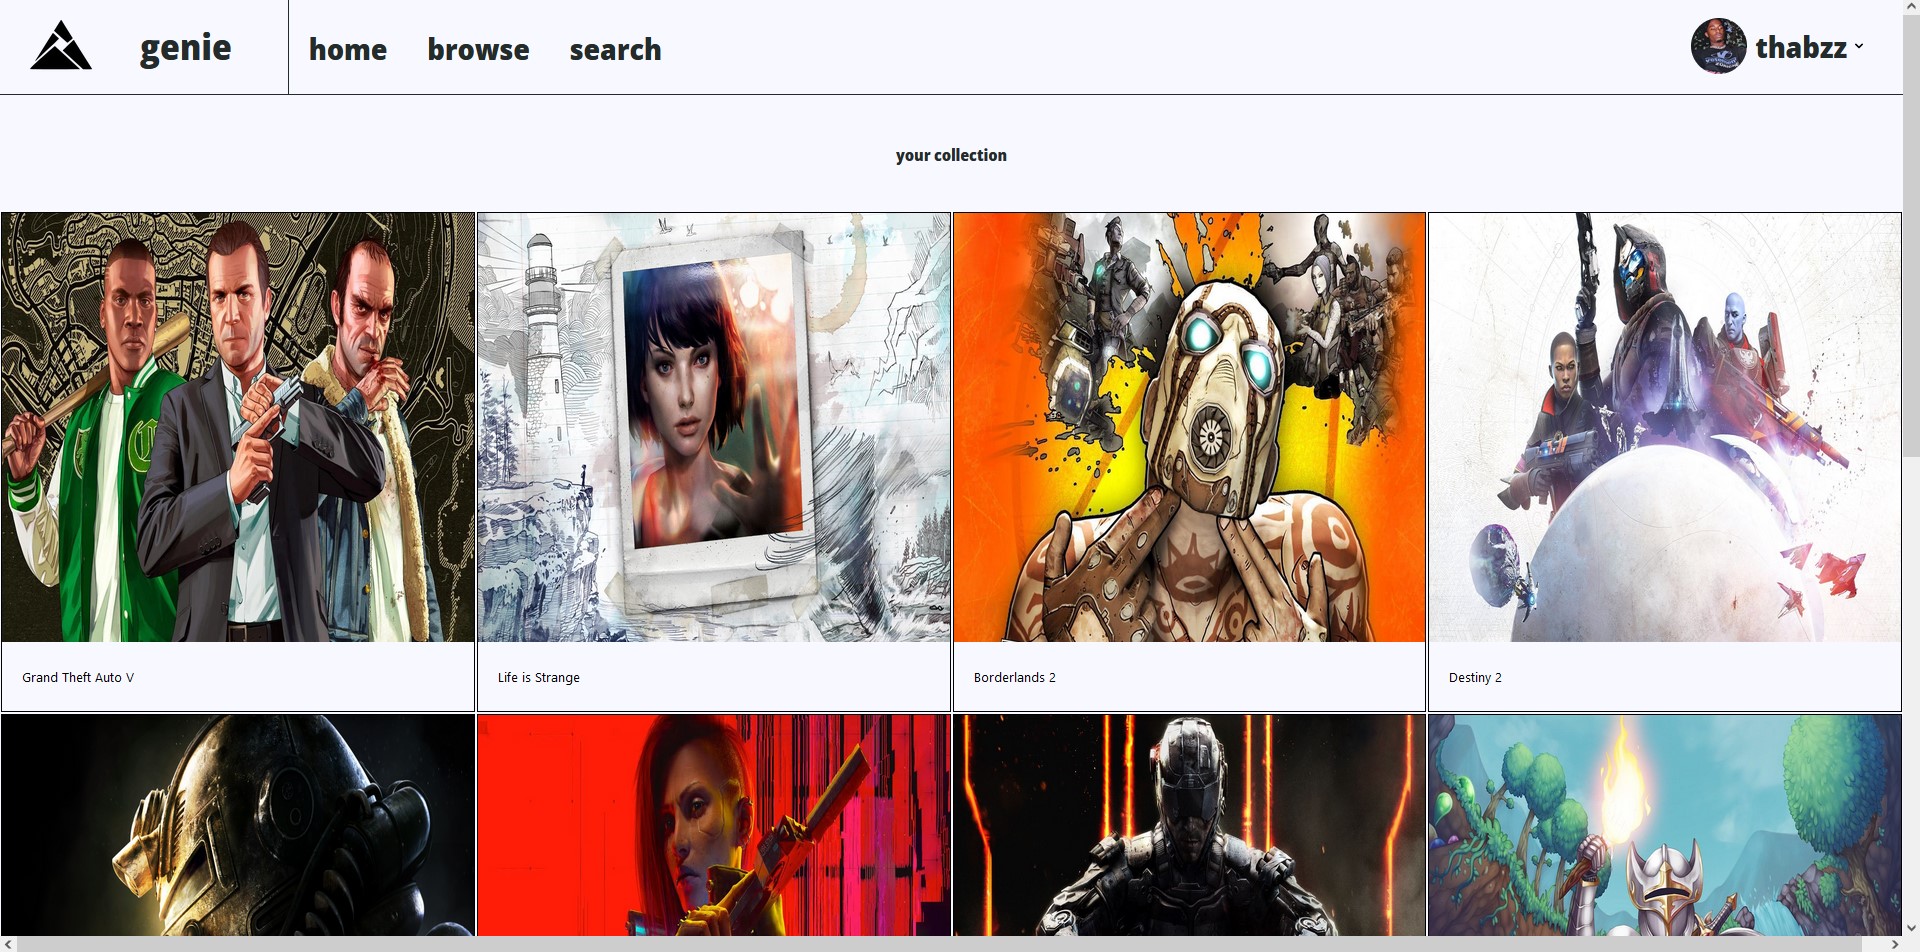 genie
home
browse
search
thabzz
your collection
Grand Theft Auto V
Life is Strange
Borderlands 2
Destiny 2